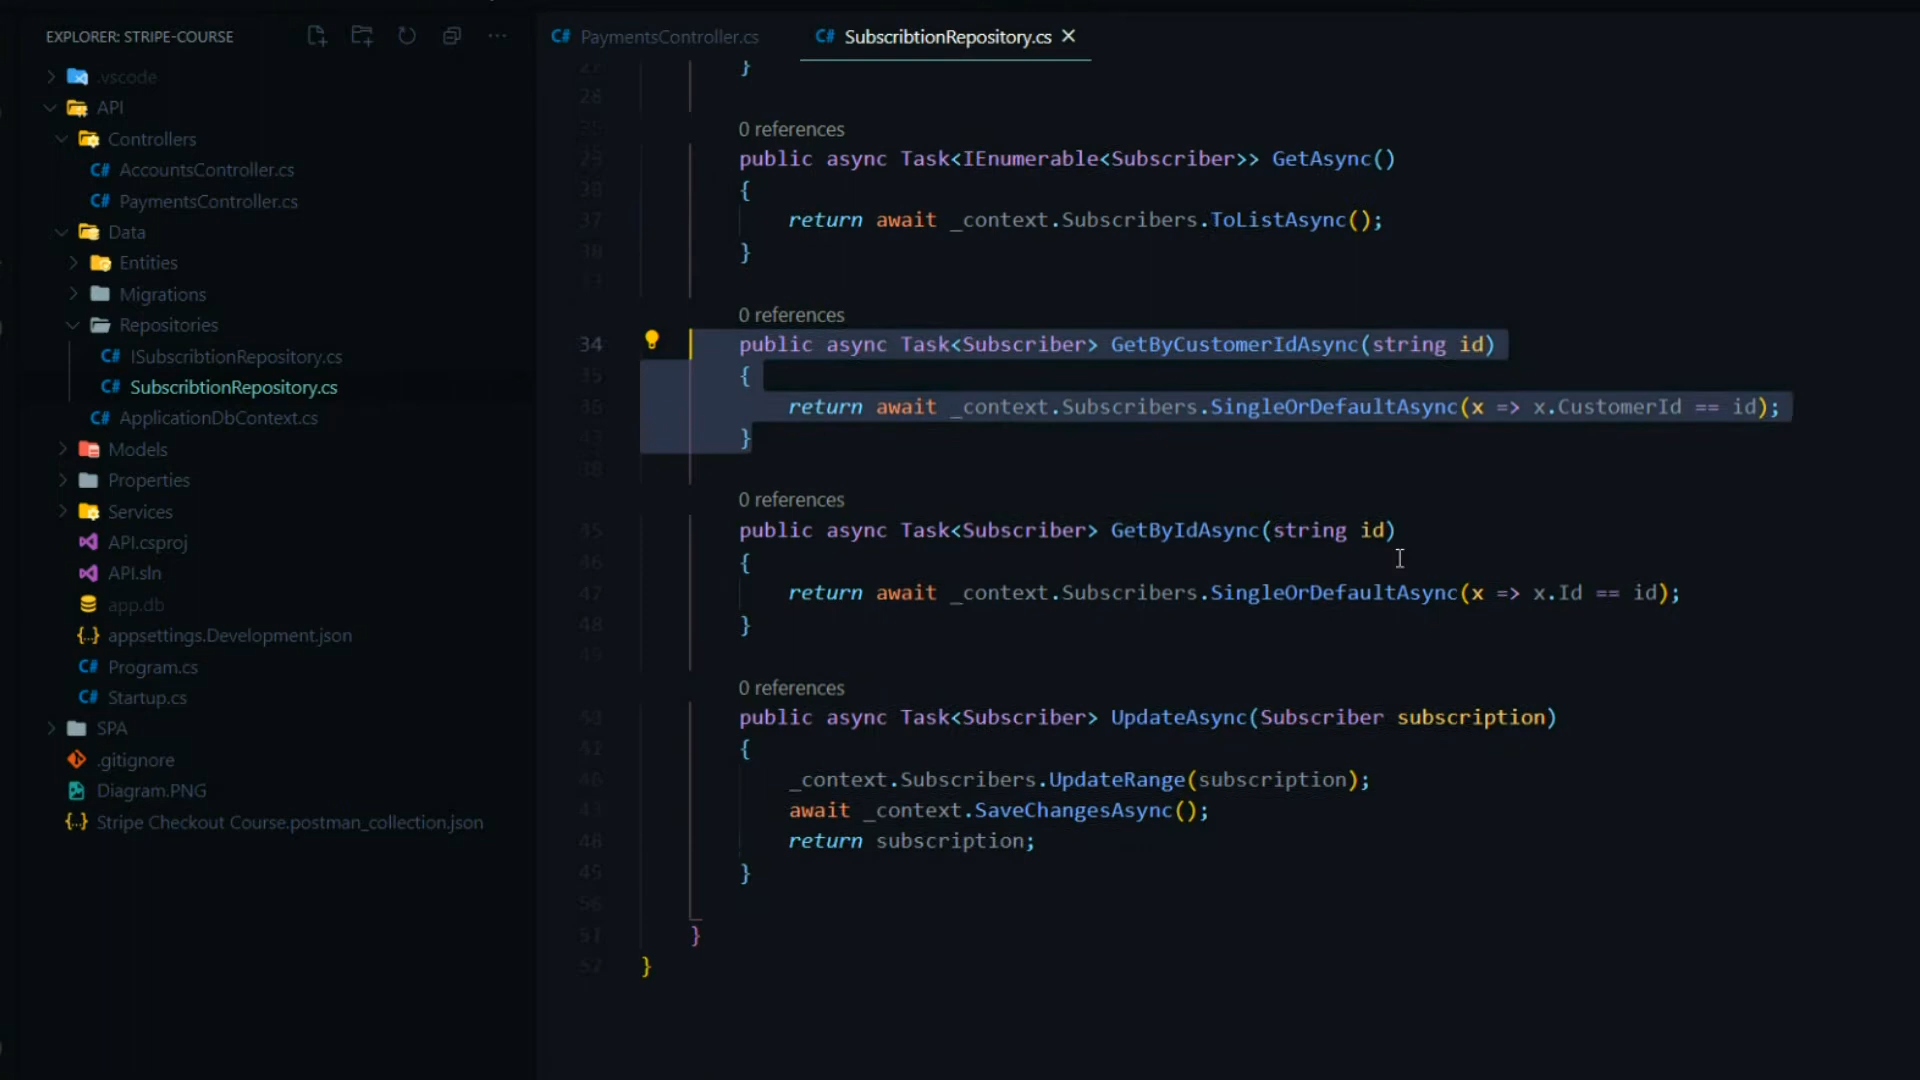 EXPLORER: STRIPE-COURSE
.vscode
API
Controllers
AccountsController.cs
PaymentsController.cs
Data
Entities
Migrations
Repositories
ISubscribtionRepository.cs
SubscribtionRepository.cs
ApplicationDbContext.cs
Models
Properties
Services
API.csproj
API.sln
app.db
appsettings.Development.json
Program.cs
Startup.cs
SPA
.gitignore
Diagram.PNG
Stripe Checkout Course.postman_collection.json
PaymentsController.cs
SubscribtionRepository.cs
}
0 references
public async Task<IEnumerable<Subscriber>> GetAsync()
{
return await _context.Subscribers.ToListAsync();
}
0 references
34 public async Task<Subscriber> GetByCustomerIdAsync(string id)
{
return await _context.Subscribers.SingleOrDefaultAsync(x => x.CustomerId == id);
}
0 references
public async Task<Subscriber> GetByIdAsync(string id)
{
return await _context.Subscribers.SingleOrDefaultAsync(x => x.Id == id);
}
0 references
public async Task<Subscriber> UpdateAsync(Subscriber subscription)
{
_context.Subscribers.UpdateRange(subscription);
await _context.SaveChangesAsync();
return subscription;
}
}
}